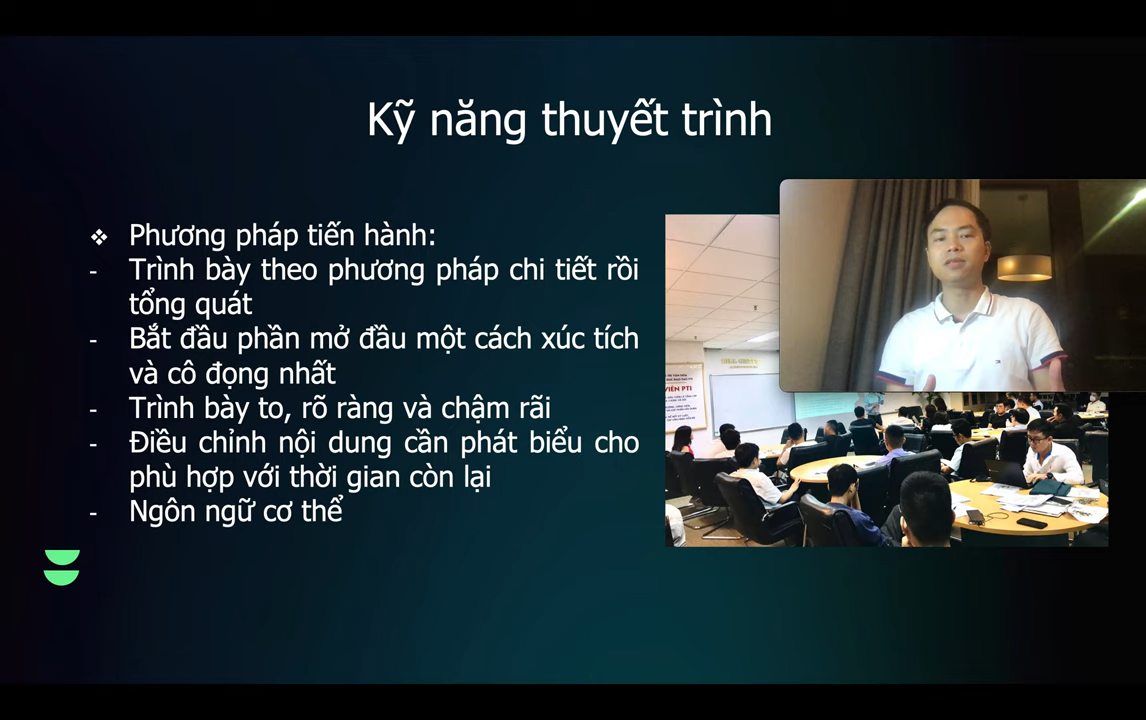 Kỹ năng thuyết trình
❖ Phương pháp tiến hành:
- Trình bày theo phương pháp chi tiết rồi
tổng quát
- Bắt đầu phần mở đầu một cách xúc tích
và cô đọng nhất
- Trình bày to, rõ ràng và chậm rãi
- Điều chỉnh nội dung cần phát biểu cho
phù hợp với thời gian còn lại
- Ngôn ngữ cơ thể
VIÊN PTI